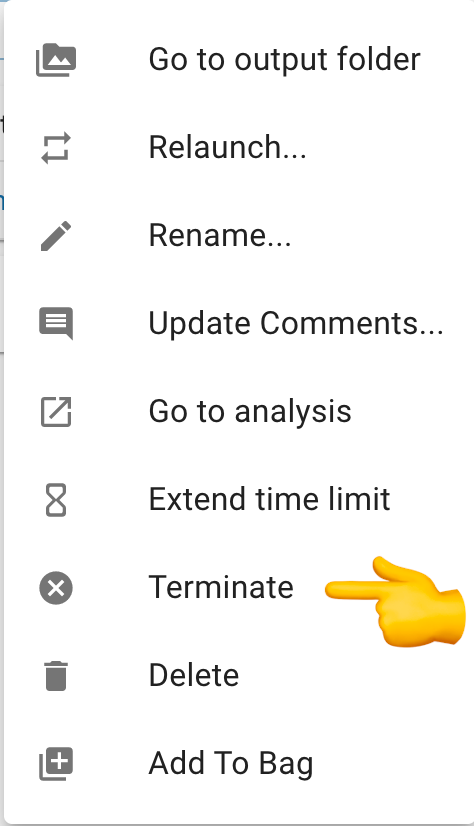 Go to output folder
Relaunch...
Rename...
Update Comments...
Go to analysis
Extend time limit
Terminate
Delete
Add To Bag